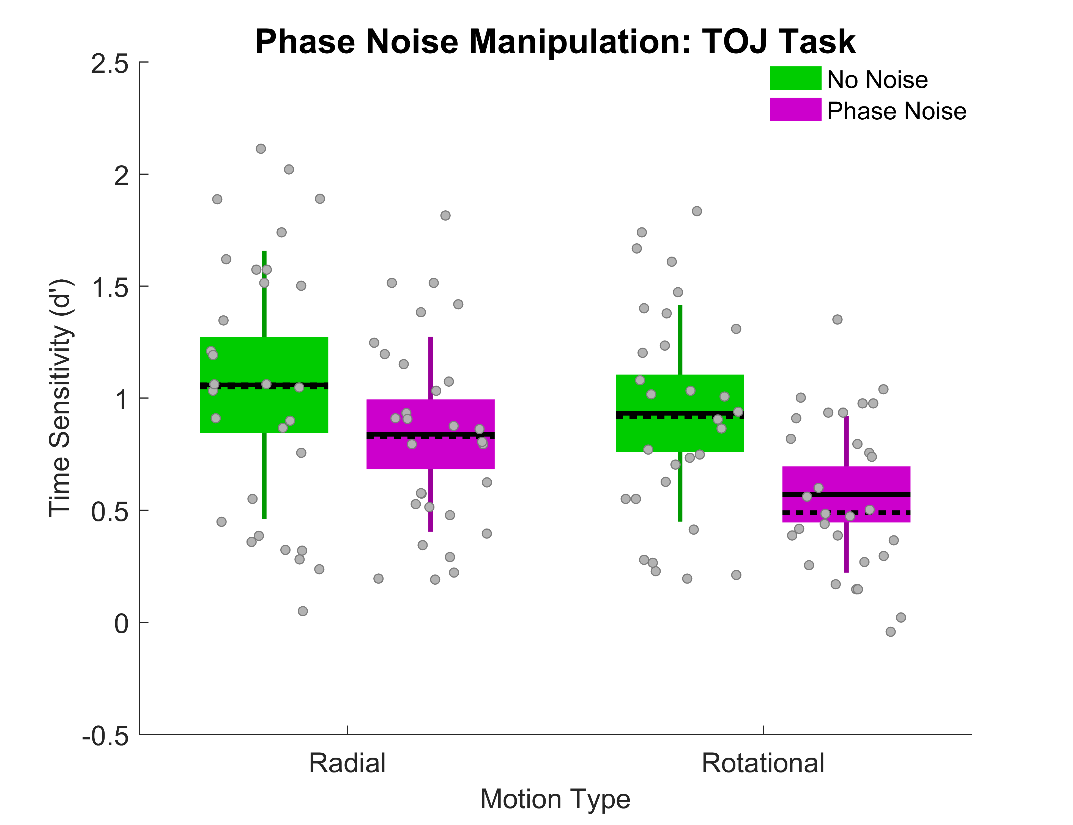 Phase Noise Manipulation: TOJ Task
No Noise
Phase Noise
2.5
2
1.5
1
0.5
0
-0.5
Time Sensitivity (d')
Radial
Rotational
Motion Type